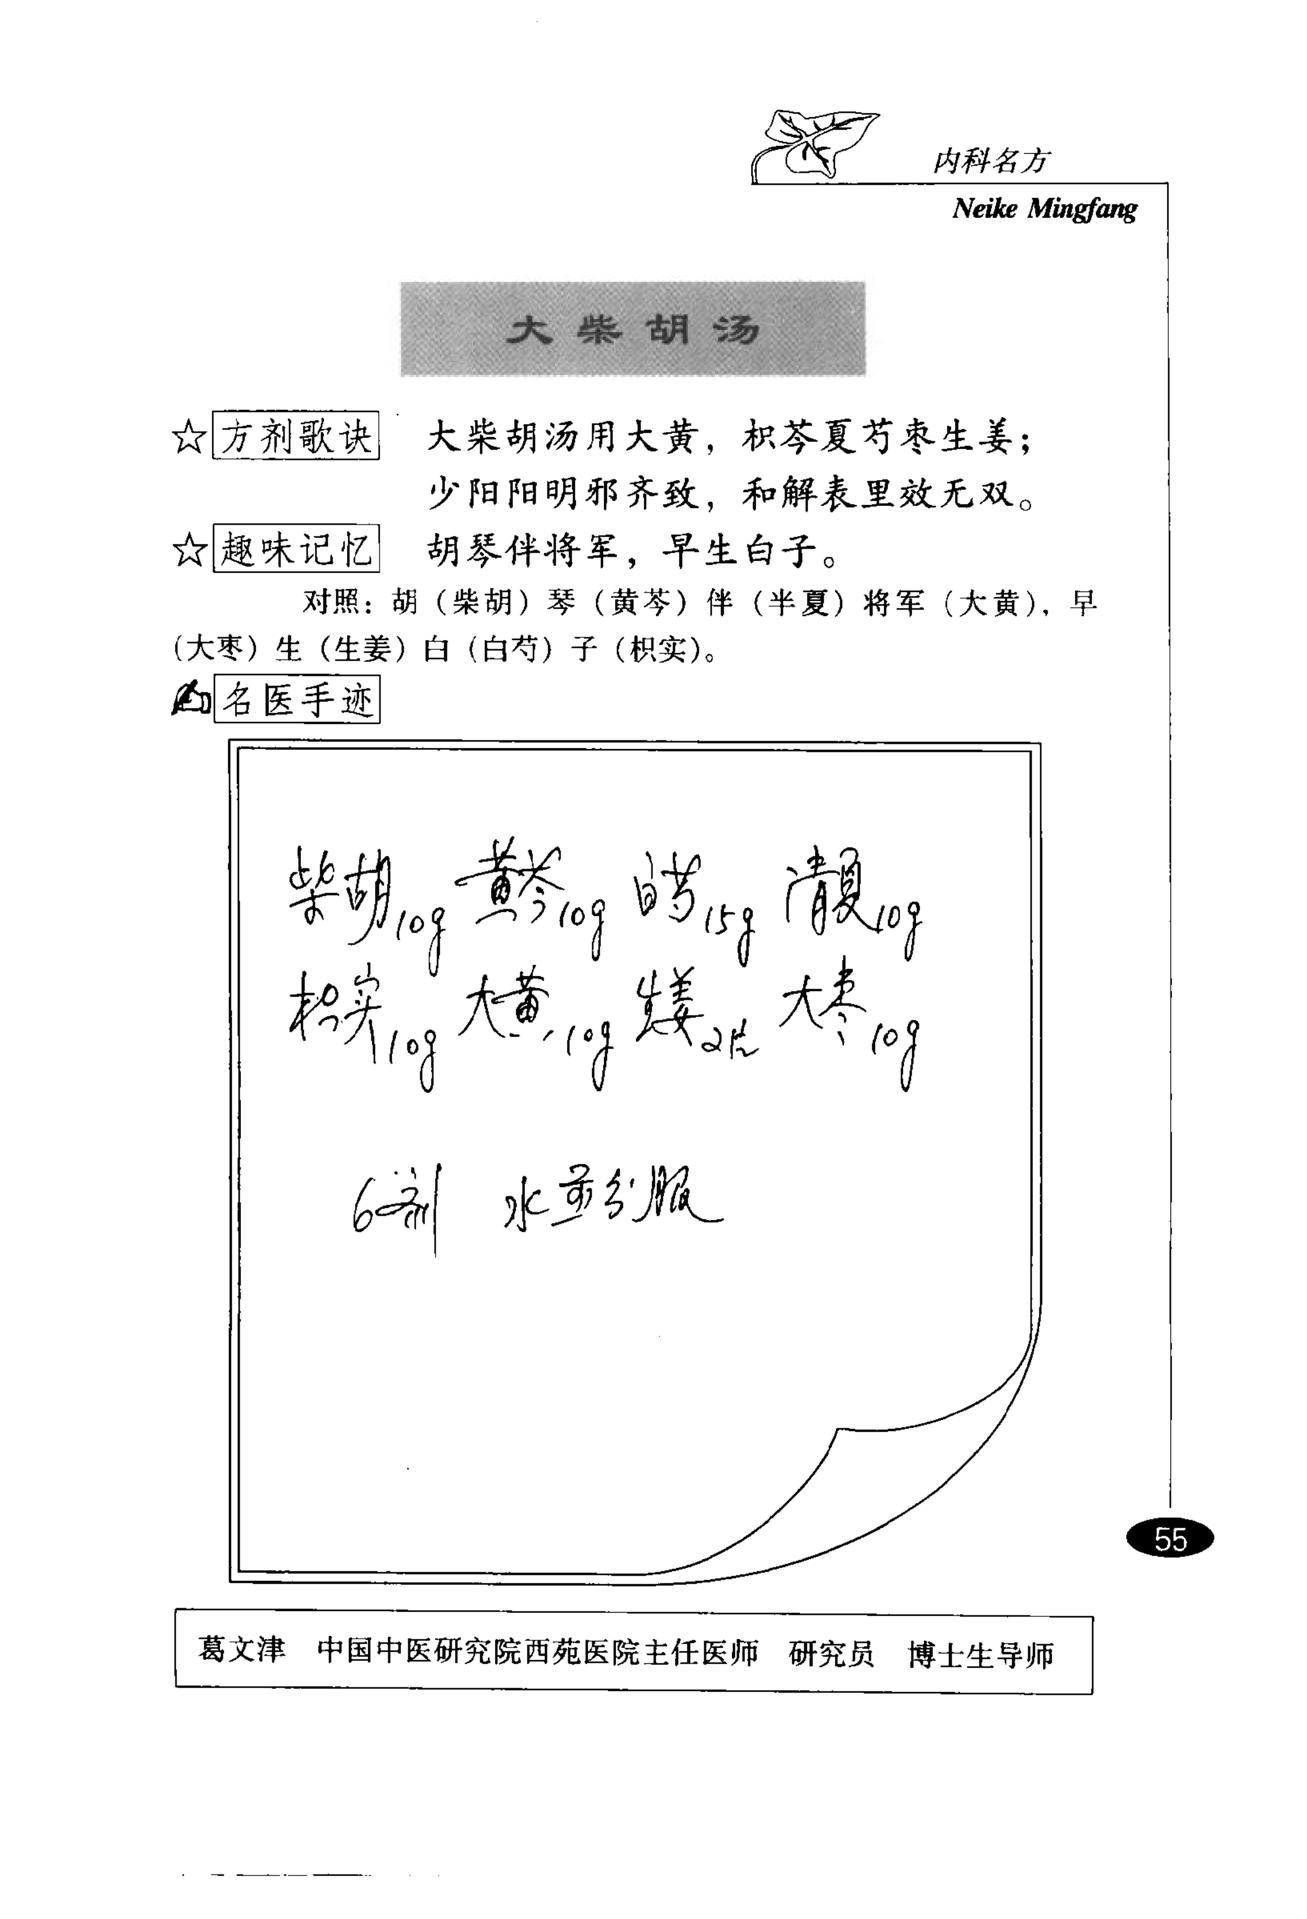 内科名方
Neike Mingfang
大柴胡汤
☆方剂歌诀 大柴胡汤用大黄，枳芩夏芍枣生姜；
少阳阳明邪齐致，和解表里效无双。
☆趣味记忆 胡琴伴将军，早生白子。
对照：胡（柴胡）琴（黄芩）伴（半夏）将军（大黄），早
（大枣）生（生姜）白（白芍）子（枳实）。
名医手迹
柴胡10g 黄芩10g 白芍15g 清夏10g
枳实10g 大黄10g 生姜2片 大枣10g
6剂 水煎分服
55
葛文津 中国中医研究院西苑医院主任医师 研究员 博士生导师